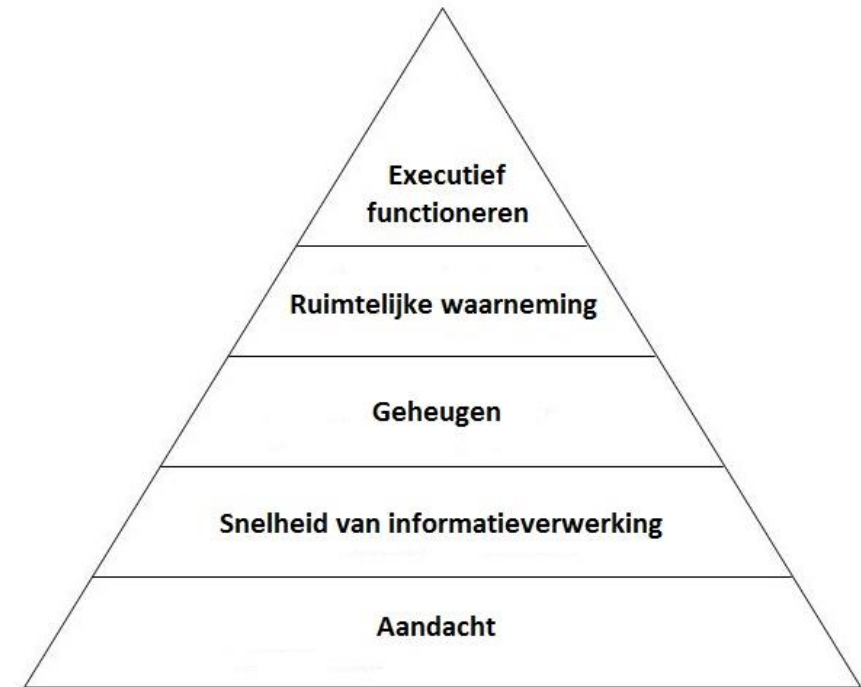 Executief
functioneren
Ruimtelijke waarneming
Geheugen
Snelheid van informatieverwerking
Aandacht